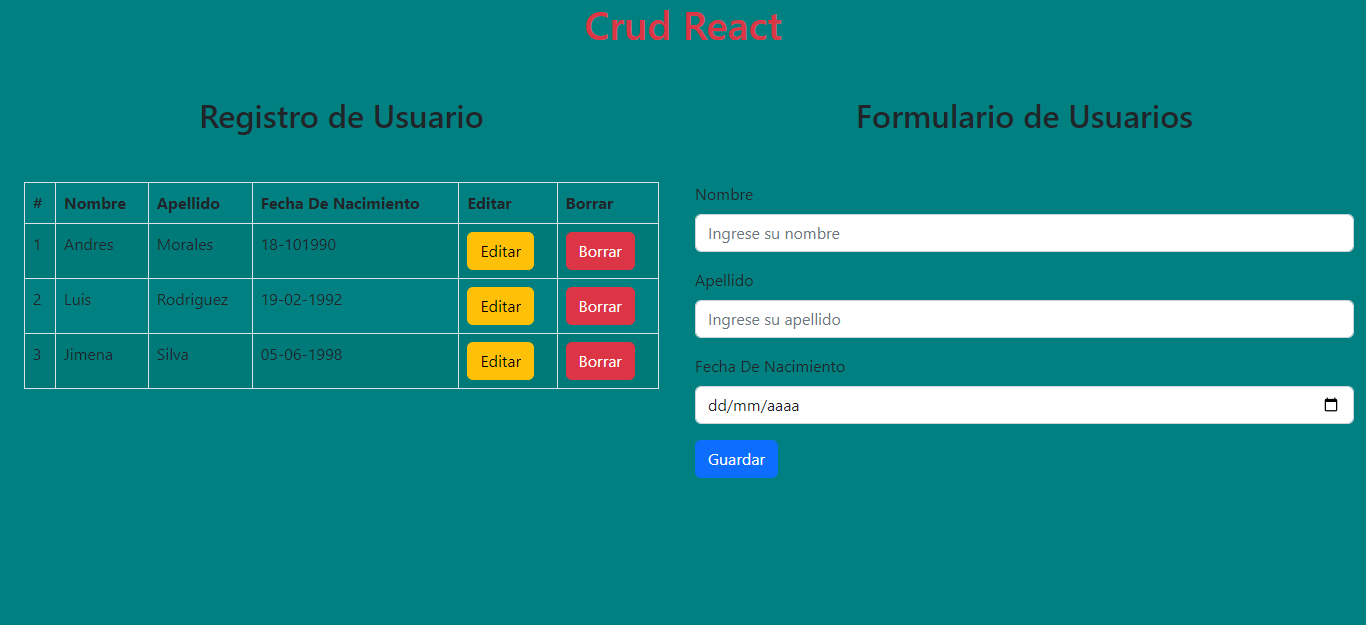 Crud React
Registro de Usuario
# Nombre Apellido Fecha De Nacimiento Editar Borrar
1 Andres Morales 18-101990 Editar Borrar
2 Luis Rodriguez 19-02-1992 Editar Borrar
3 Jimena Silva 05-06-1998 Editar Borrar
Formulario de Usuarios
Nombre
Ingrese su nombre
Apellido
Ingrese su apellido
Fecha De Nacimiento
dd/mm/aaaa
Guardar